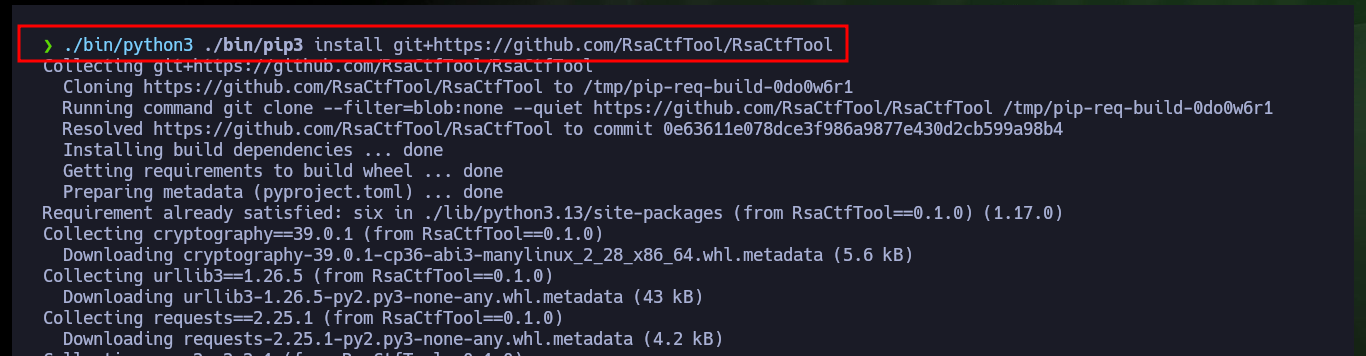 ❯ ./bin/python3 ./bin/pip3 install git+https://github.com/RsaCtfTool/RsaCtfTool
Collecting git+https://github.com/RsaCtfTool/RsaCtfTool
Cloning https://github.com/RsaCtfTool/RsaCtfTool to /tmp/pip-req-build-0do0w6r1
Running command git clone --filter=blob:none --quiet https://github.com/RsaCtfTool/RsaCtfTool /tmp/pip-req-build-0do0w6r1
Resolved https://github.com/RsaCtfTool/RsaCtfTool to commit 0e63611e078dce3f986a9877e430d2cb599a98b4
Installing build dependencies ... done
Getting requirements to build wheel ... done
Preparing metadata (pyproject.toml) ... done
Requirement already satisfied: six in ./lib/python3.13/site-packages (from RsaCtfTool==0.1.0) (1.17.0)
Collecting cryptography==39.0.1 (from RsaCtfTool==0.1.0)
Downloading cryptography-39.0.1-cp36-abi3-manylinux_2_28_x86_64.whl.metadata (5.6 kB)
Collecting urllib3==1.26.5 (from RsaCtfTool==0.1.0)
Downloading urllib3-1.26.5-py2.py3-none-any.whl.metadata (43 kB)
Collecting requests==2.25.1 (from RsaCtfTool==0.1.0)
Downloading requests-2.25.1-py2.py3-none-any.whl.metadata (4.2 kB)